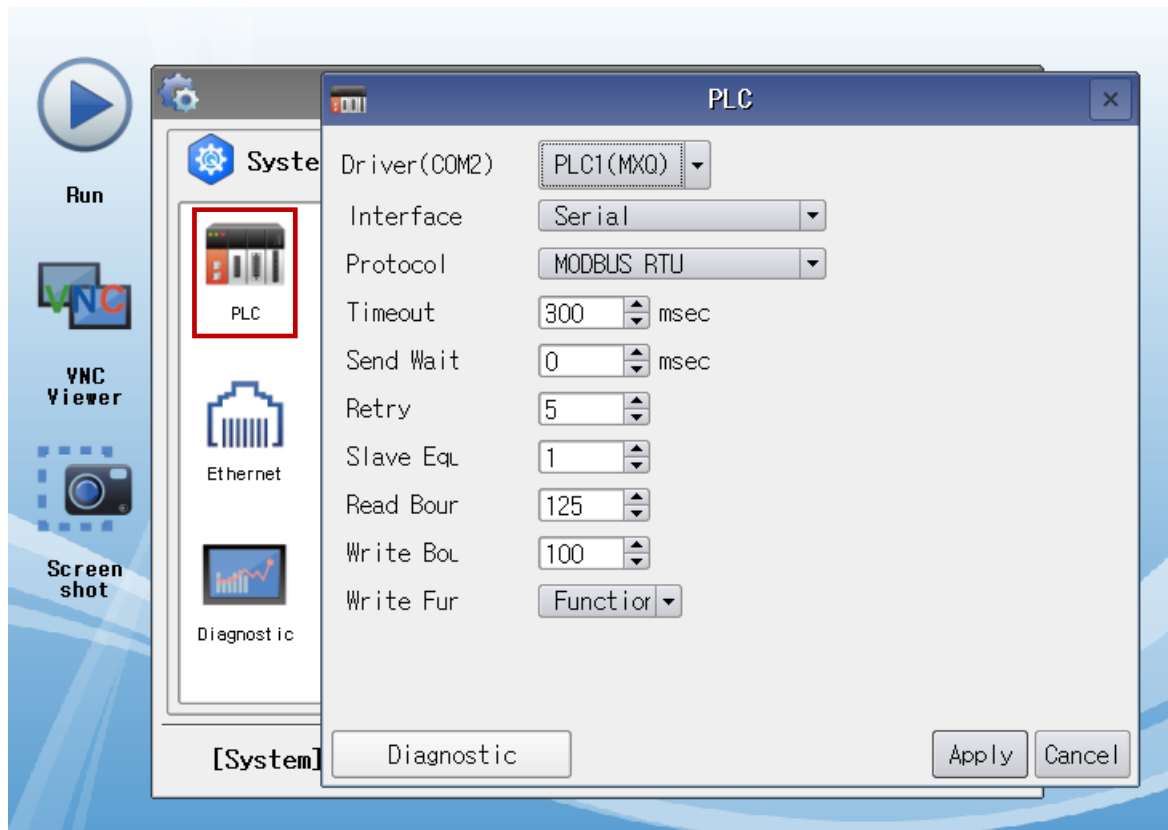 Run
VNC
VNC
Viewer
Screen
shot
Syste
PLC
Ethernet
Diagnostic
[System]
PLC
Driver(COM2) PLC1(MXQ)
Interface Serial
Protocol MODBUS RTU
Timeout 300 msec
Send Wait 0 msec
Retry 5
Slave Equ 1
Read Bour 125
Write Bou 100
Write Fur Function
Diagnostic Apply Cancel